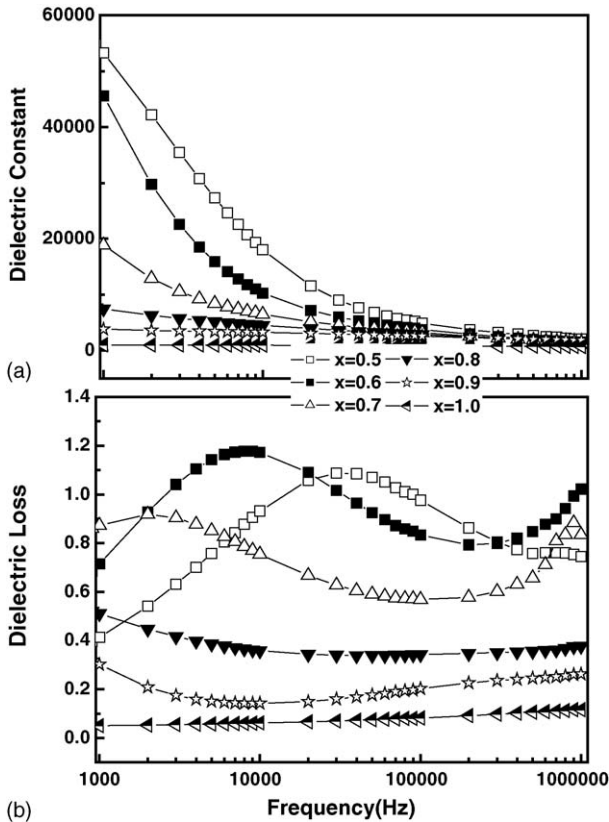 (a)
Dielectric Constant
60000
40000
20000
0
x=0.5 x=0.8
x=0.6 x=0.9
x=0.7 x=1.0
(b)
Dielectric Loss
1.4
1.2
1.0
0.8
0.6
0.4
0.2
0.0
1000 10000 100000 1000000
Frequency(Hz)